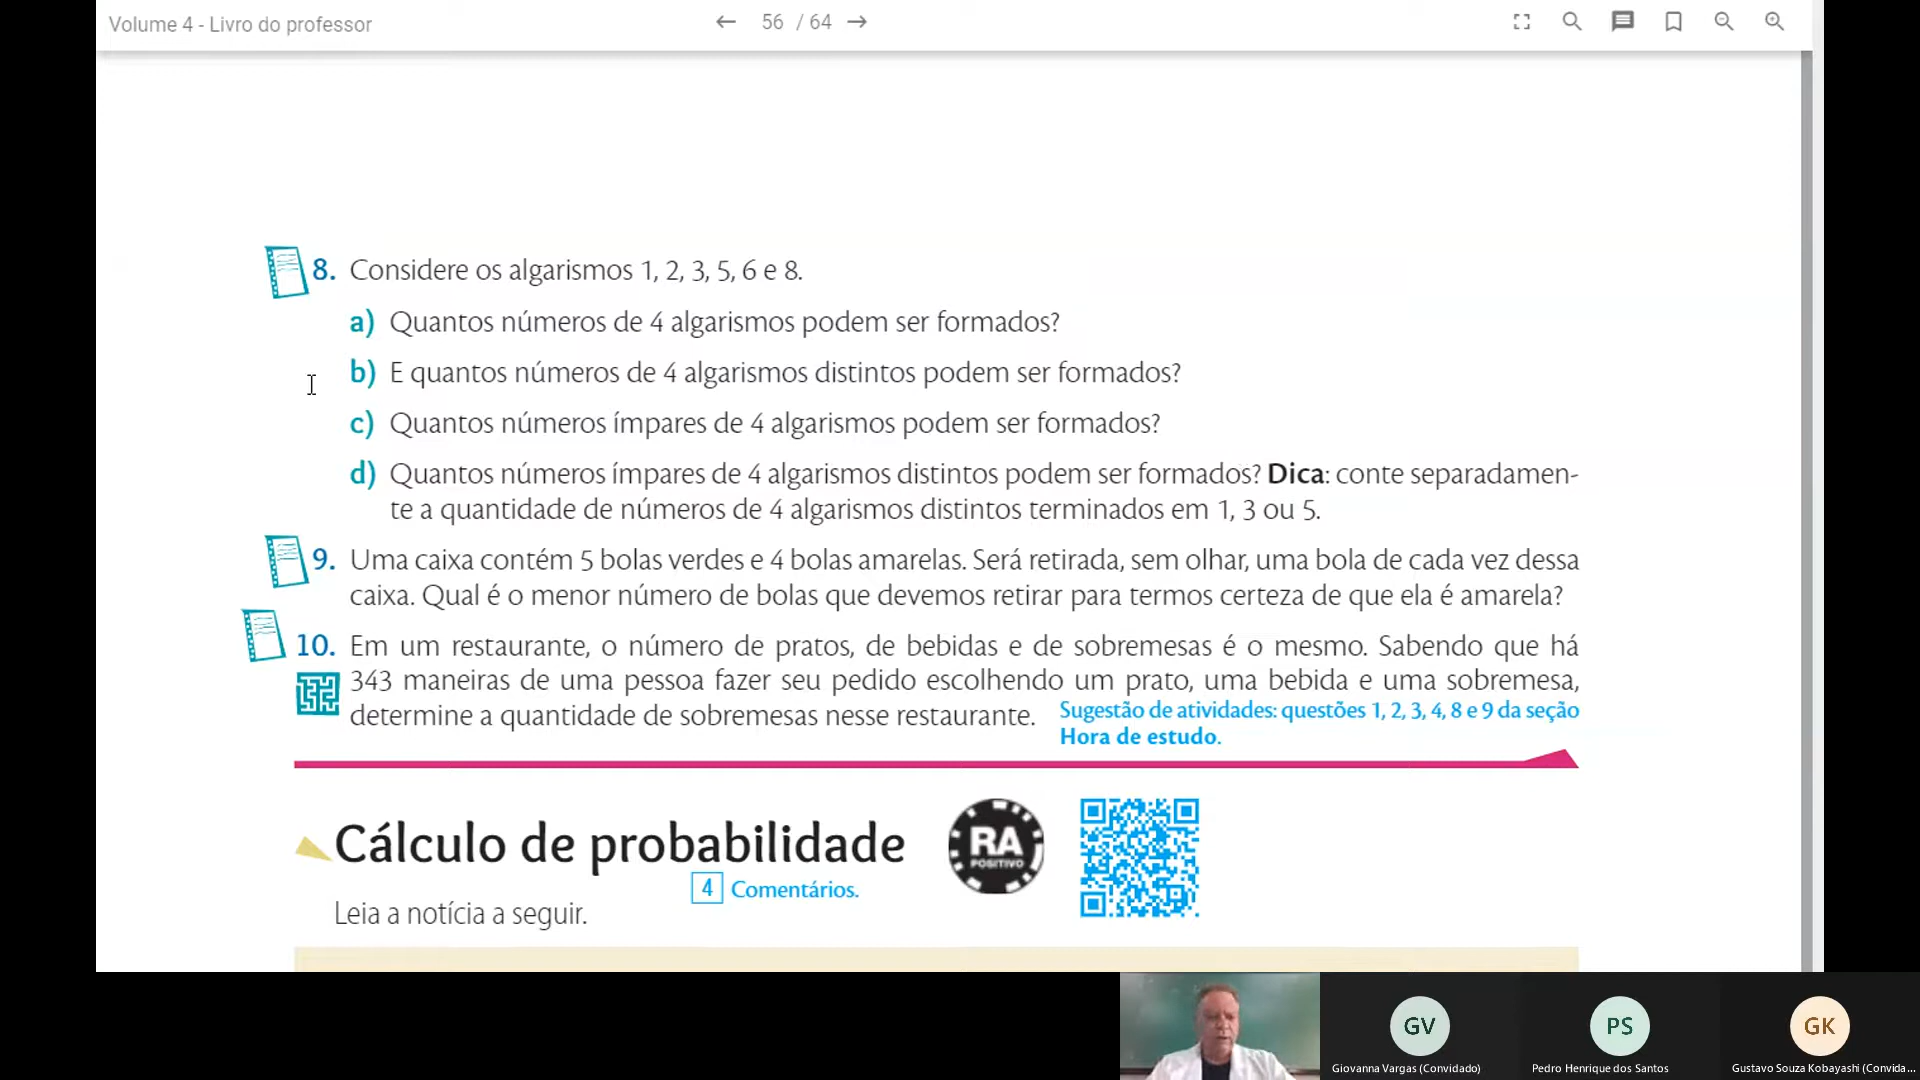 Volume 4 - Livro do professor
56 / 64
8. Considere os algarismos 1, 2, 3, 5, 6 e 8.
a) Quantos números de 4 algarismos podem ser formados?
b) E quantos números de 4 algarismos distintos podem ser formados?
c) Quantos números ímpares de 4 algarismos podem ser formados?
d) Quantos números ímpares de 4 algarismos distintos podem ser formados? Dica: conte separadamen-
te a quantidade de números de 4 algarismos distintos terminados em 1, 3 ou 5.
9. Uma caixa contém 5 bolas verdes e 4 bolas amarelas. Será retirada, sem olhar, uma bola de cada vez dessa
caixa. Qual é o menor número de bolas que devemos retirar para termos certeza de que ela é amarela?
10. Em um restaurante, o número de pratos, de bebidas e de sobremesas é o mesmo. Sabendo que há
343 maneiras de uma pessoa fazer seu pedido escolhendo um prato, uma bebida e uma sobremesa,
determine a quantidade de sobremesas nesse restaurante.
Sugestão de atividades: questões 1, 2, 3, 4, 8 e 9 da seção
Hora de estudo.
Cálculo de probabilidade
RA
POSITIVO
4 Comentários.
Leia a notícia a seguir.
GV
PS
GK
Giovanna Vargas (Convidado)
Pedro Henrique dos Santos
Gustavo Souza Kobayashi (Convida...